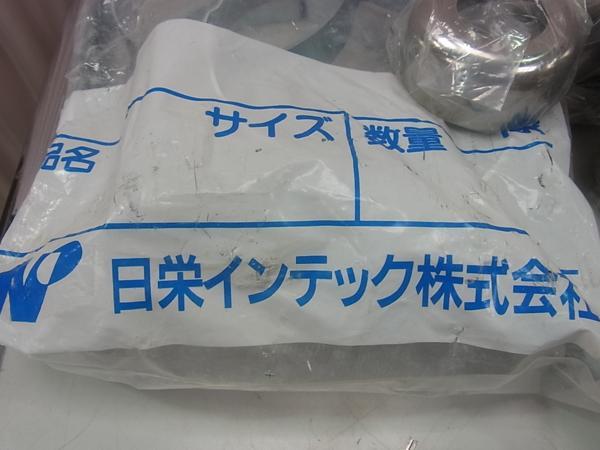 品名 サイズ 数量
日栄インテック株式会社